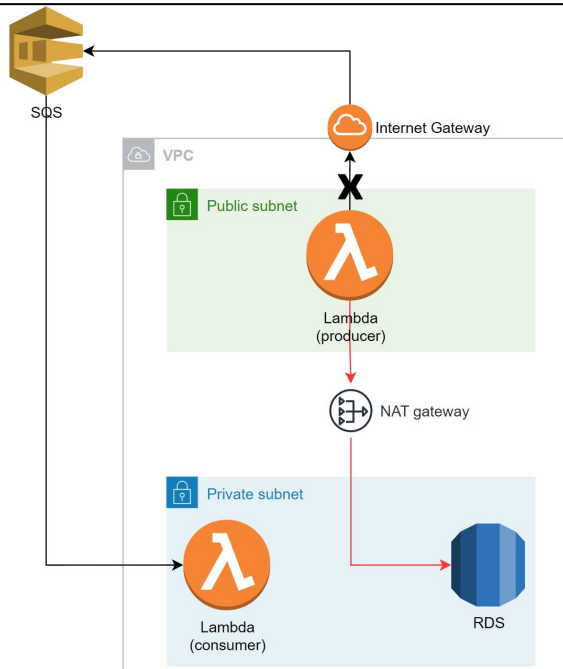 SQS
Internet Gateway
VPC
Public subnet
Lambda
(producer)
NAT gateway
Private subnet
Lambda
(consumer)
RDS